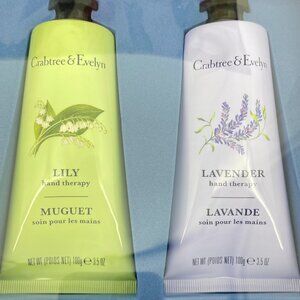 Crabtree & Evelyn
LILY
hand therapy
MUGUET
soin pour les mains
NET WT (POIDS NET) 100g ℮ 3.5 OZ
Crabtree & Evelyn
LAVENDER
hand therapy
LAVANDE
soin pour les mains
NET WT (POIDS NET) 100g ℮ 3.5 OZ